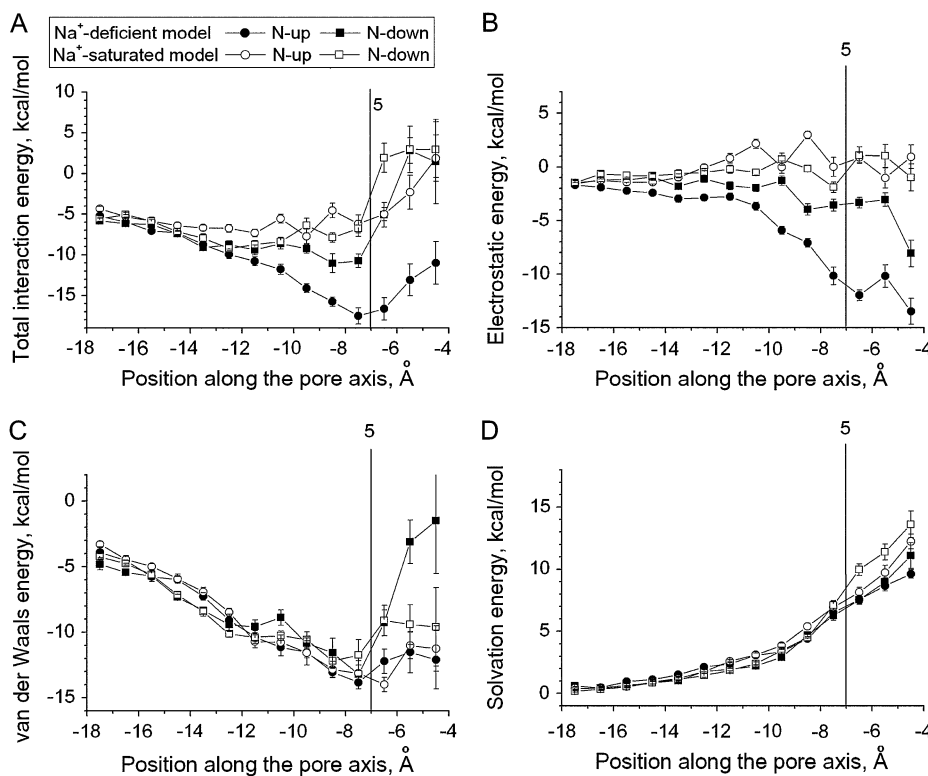 A
Na⁺-deficient model N-up N-down
Na⁺-saturated model N-up N-down
Total interaction energy, kcal/mol
10
5
0
-5
-10
-15
5
-18 -16 -14 -12 -10 -8 -6 -4
Position along the pore axis, Å
B
Electrostatic energy, kcal/mol
5
0
-5
-10
-15
5
-18 -16 -14 -12 -10 -8 -6 -4
Position along the pore axis, Å
C
van der Waals energy, kcal/mol
0
-5
-10
-15
5
-18 -16 -14 -12 -10 -8 -6 -4
Position along the pore axis, Å
D
Solvation energy, kcal/mol
15
10
5
0
5
-18 -16 -14 -12 -10 -8 -6 -4
Position along the pore axis, Å